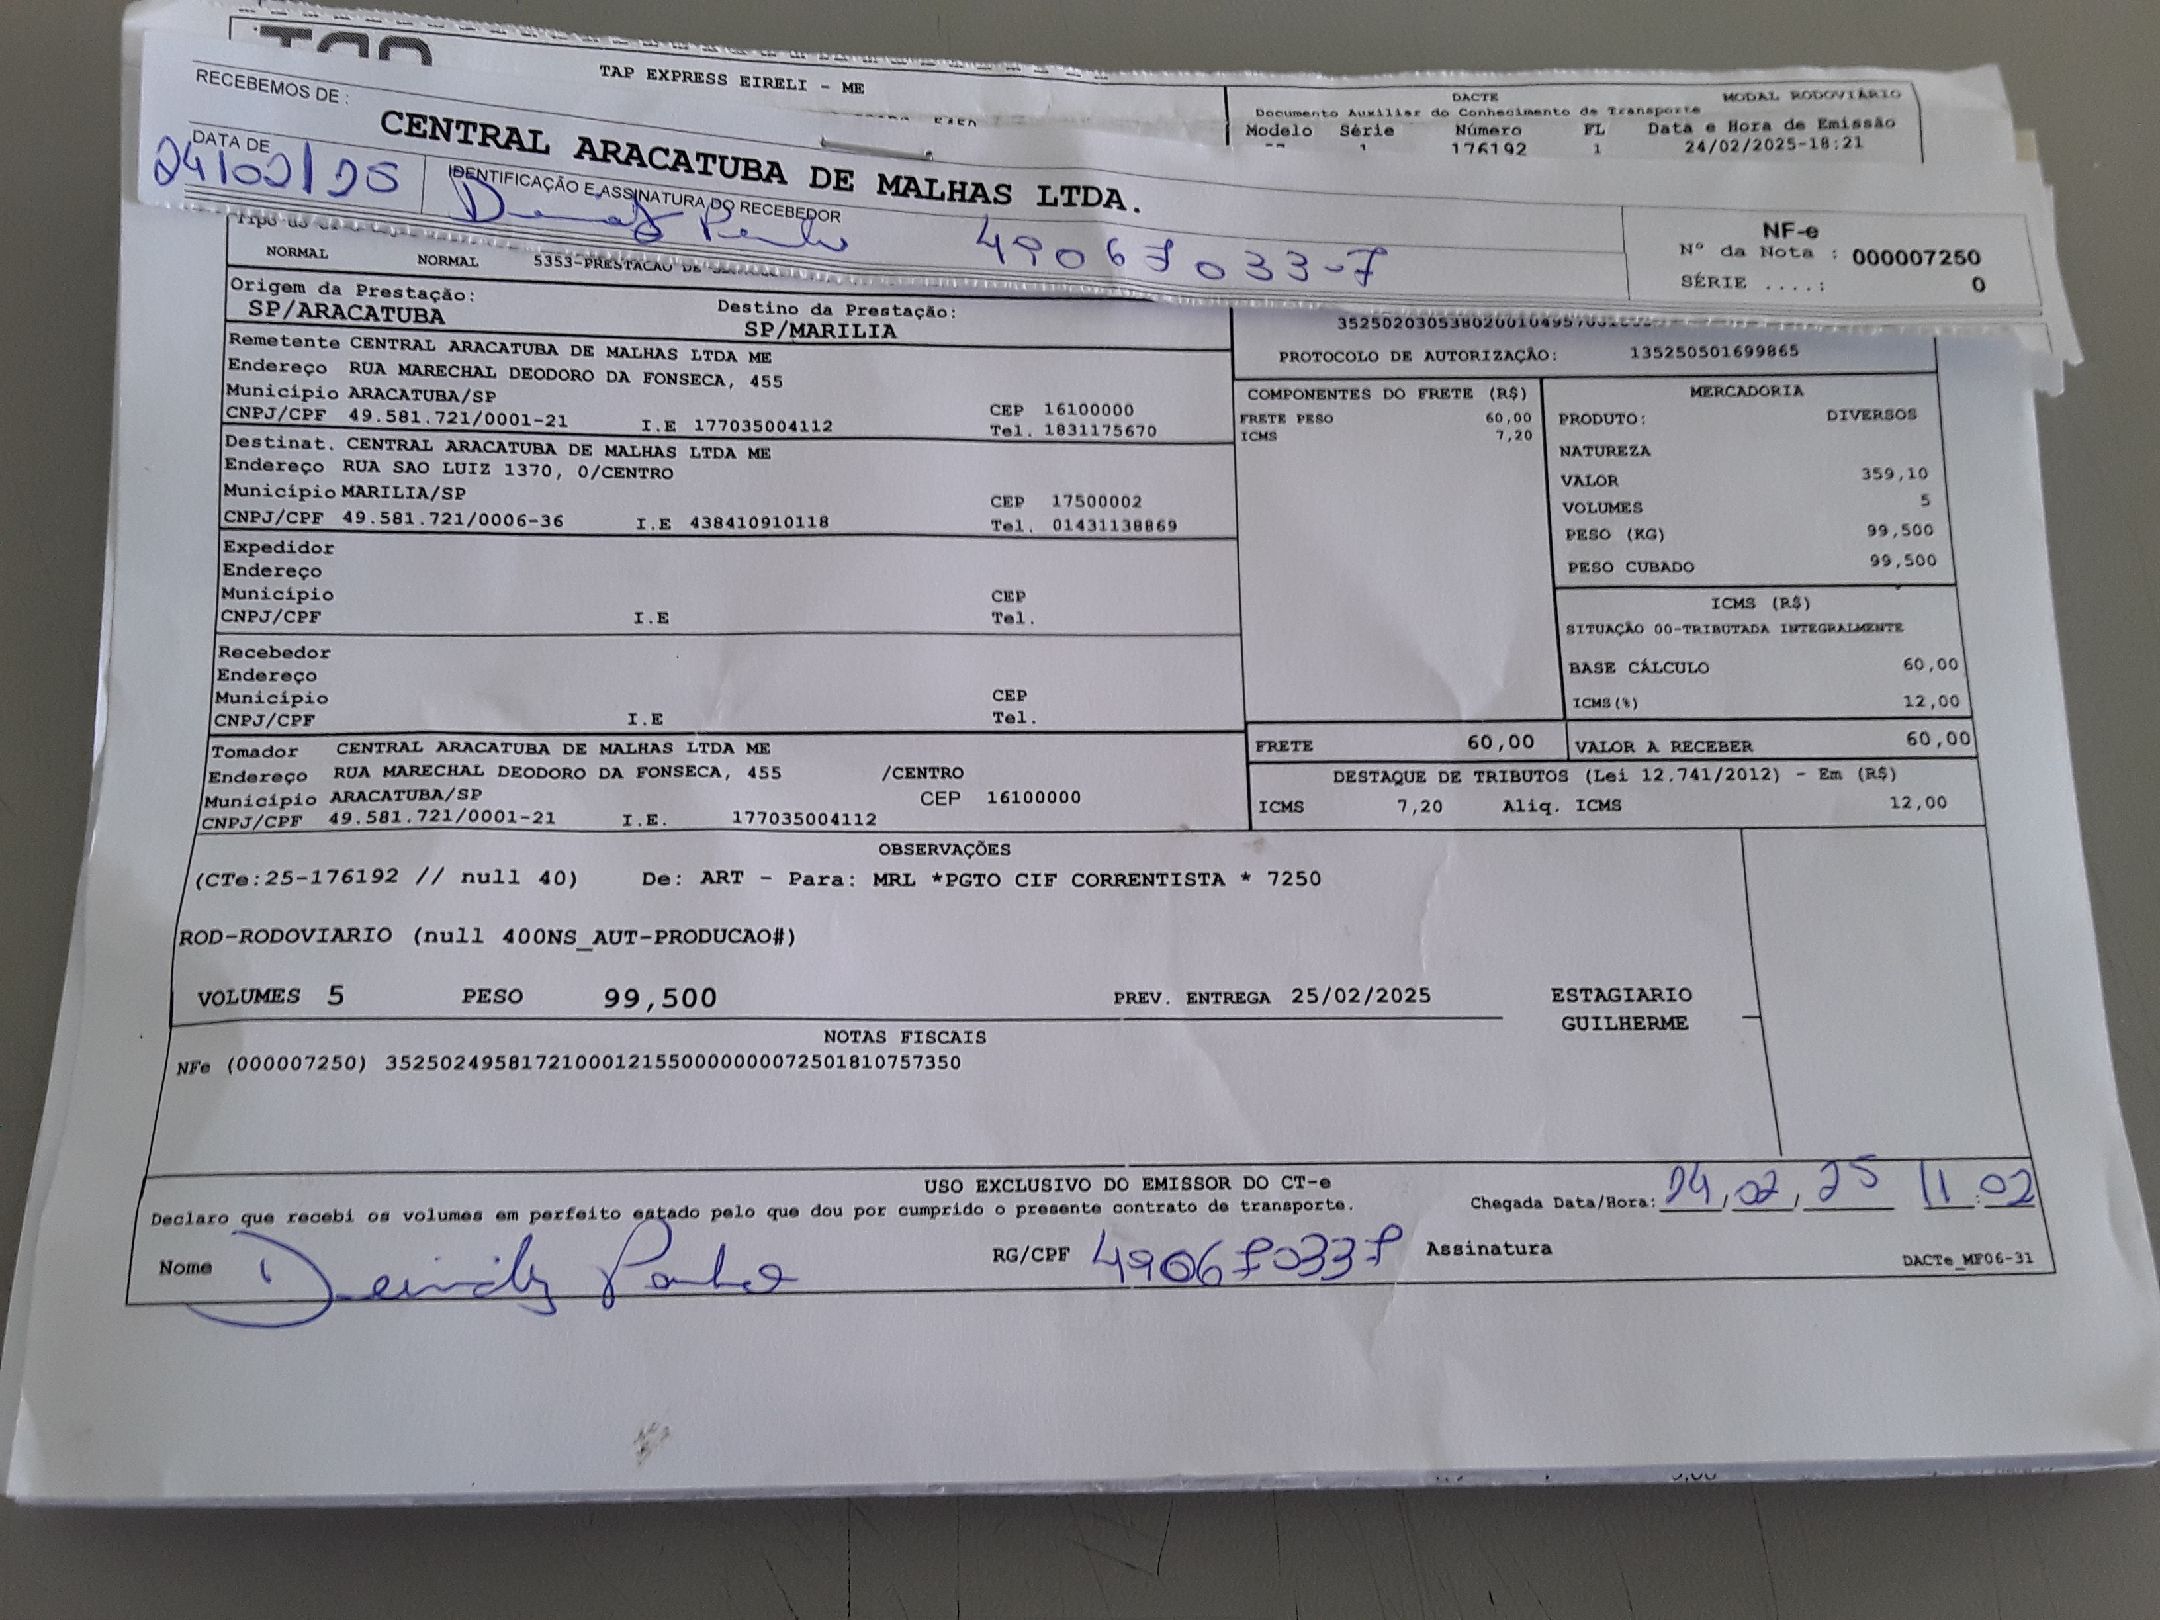 TAP EXPRESS EIRELI - ME
DACTE MODAL RODOVIÁRIO
Documento Auxiliar do Conhecimento de Transporte
Modelo Série Número FL Data e Hora de Emissão
1 176192 1 24/02/2025-18:21
RECEBEMOS DE :
CENTRAL ARACATUBA DE MALHAS LTDA.
DATA DE
24/02/25
IDENTIFICAÇÃO E ASSINATURA DO RECEBEDOR
49067033-7
NF-e
Nº da Nota : 000007250
SÉRIE ....: 0
NORMAL NORMAL 5353-PRESTACAO DE
Origem da Prestação: Destino da Prestação:
SP/ARACATUBA SP/MARILIA
PROTOCOLO DE AUTORIZAÇÃO: 135250501699865
Remetente CENTRAL ARACATUBA DE MALHAS LTDA ME
Endereço RUA MARECHAL DEODORO DA FONSECA, 455
Município ARACATUBA/SP CEP 16100000
CNPJ/CPF 49.581.721/0001-21 I.E 177035004112 Tel. 1831175670
Destinat. CENTRAL ARACATUBA DE MALHAS LTDA ME
Endereço RUA SAO LUIZ 1370, 0/CENTRO
Município MARILIA/SP CEP 17500002
CNPJ/CPF 49.581.721/0006-36 I.E 438410910118 Tel. 01431138869
Expedidor
Endereço
Município CEP
CNPJ/CPF I.E Tel.
Recebedor
Endereço
Município CEP
CNPJ/CPF I.E Tel.
Tomador CENTRAL ARACATUBA DE MALHAS LTDA ME
Endereço RUA MARECHAL DEODORO DA FONSECA, 455 /CENTRO
Município ARACATUBA/SP CEP 16100000
CNPJ/CPF 49.581.721/0001-21 I.E. 177035004112
COMPONENTES DO FRETE (R$)
FRETE PESO 60,00
ICMS 7,20
MERCADORIA
PRODUTO: DIVERSOS
NATUREZA
VALOR 359,10
VOLUMES 5
PESO (KG) 99,500
PESO CUBADO 99,500
ICMS (R$)
SITUAÇÃO 00-TRIBUTADA INTEGRALMENTE
BASE CÁLCULO 60,00
ICMS(%) 12,00
FRETE 60,00 VALOR A RECEBER 60,00
DESTAQUE DE TRIBUTOS (Lei 12.741/2012) - Em (R$)
ICMS 7,20 Aliq. ICMS 12,00
OBSERVAÇÕES
(CTe:25-176192 // null 40) De: ART - Para: MRL *PGTO CIF CORRENTISTA * 7250
ROD-RODOVIARIO (null 400NS_AUT-PRODUCAO#)
VOLUMES 5 PESO 99,500 PREV. ENTREGA 25/02/2025 ESTAGIARIO
GUILHERME
NOTAS FISCAIS
NFe (000007250) 35250249581721000121550000000072501810757350
USO EXCLUSIVO DO EMISSOR DO CT-e
Declaro que recebi os volumes em perfeito estado pelo que dou por cumprido o presente contrato de transporte. Chegada Data/Hora: 24,02,25 11:02
Nome RG/CPF 490670337 Assinatura DACTe_MF06-31